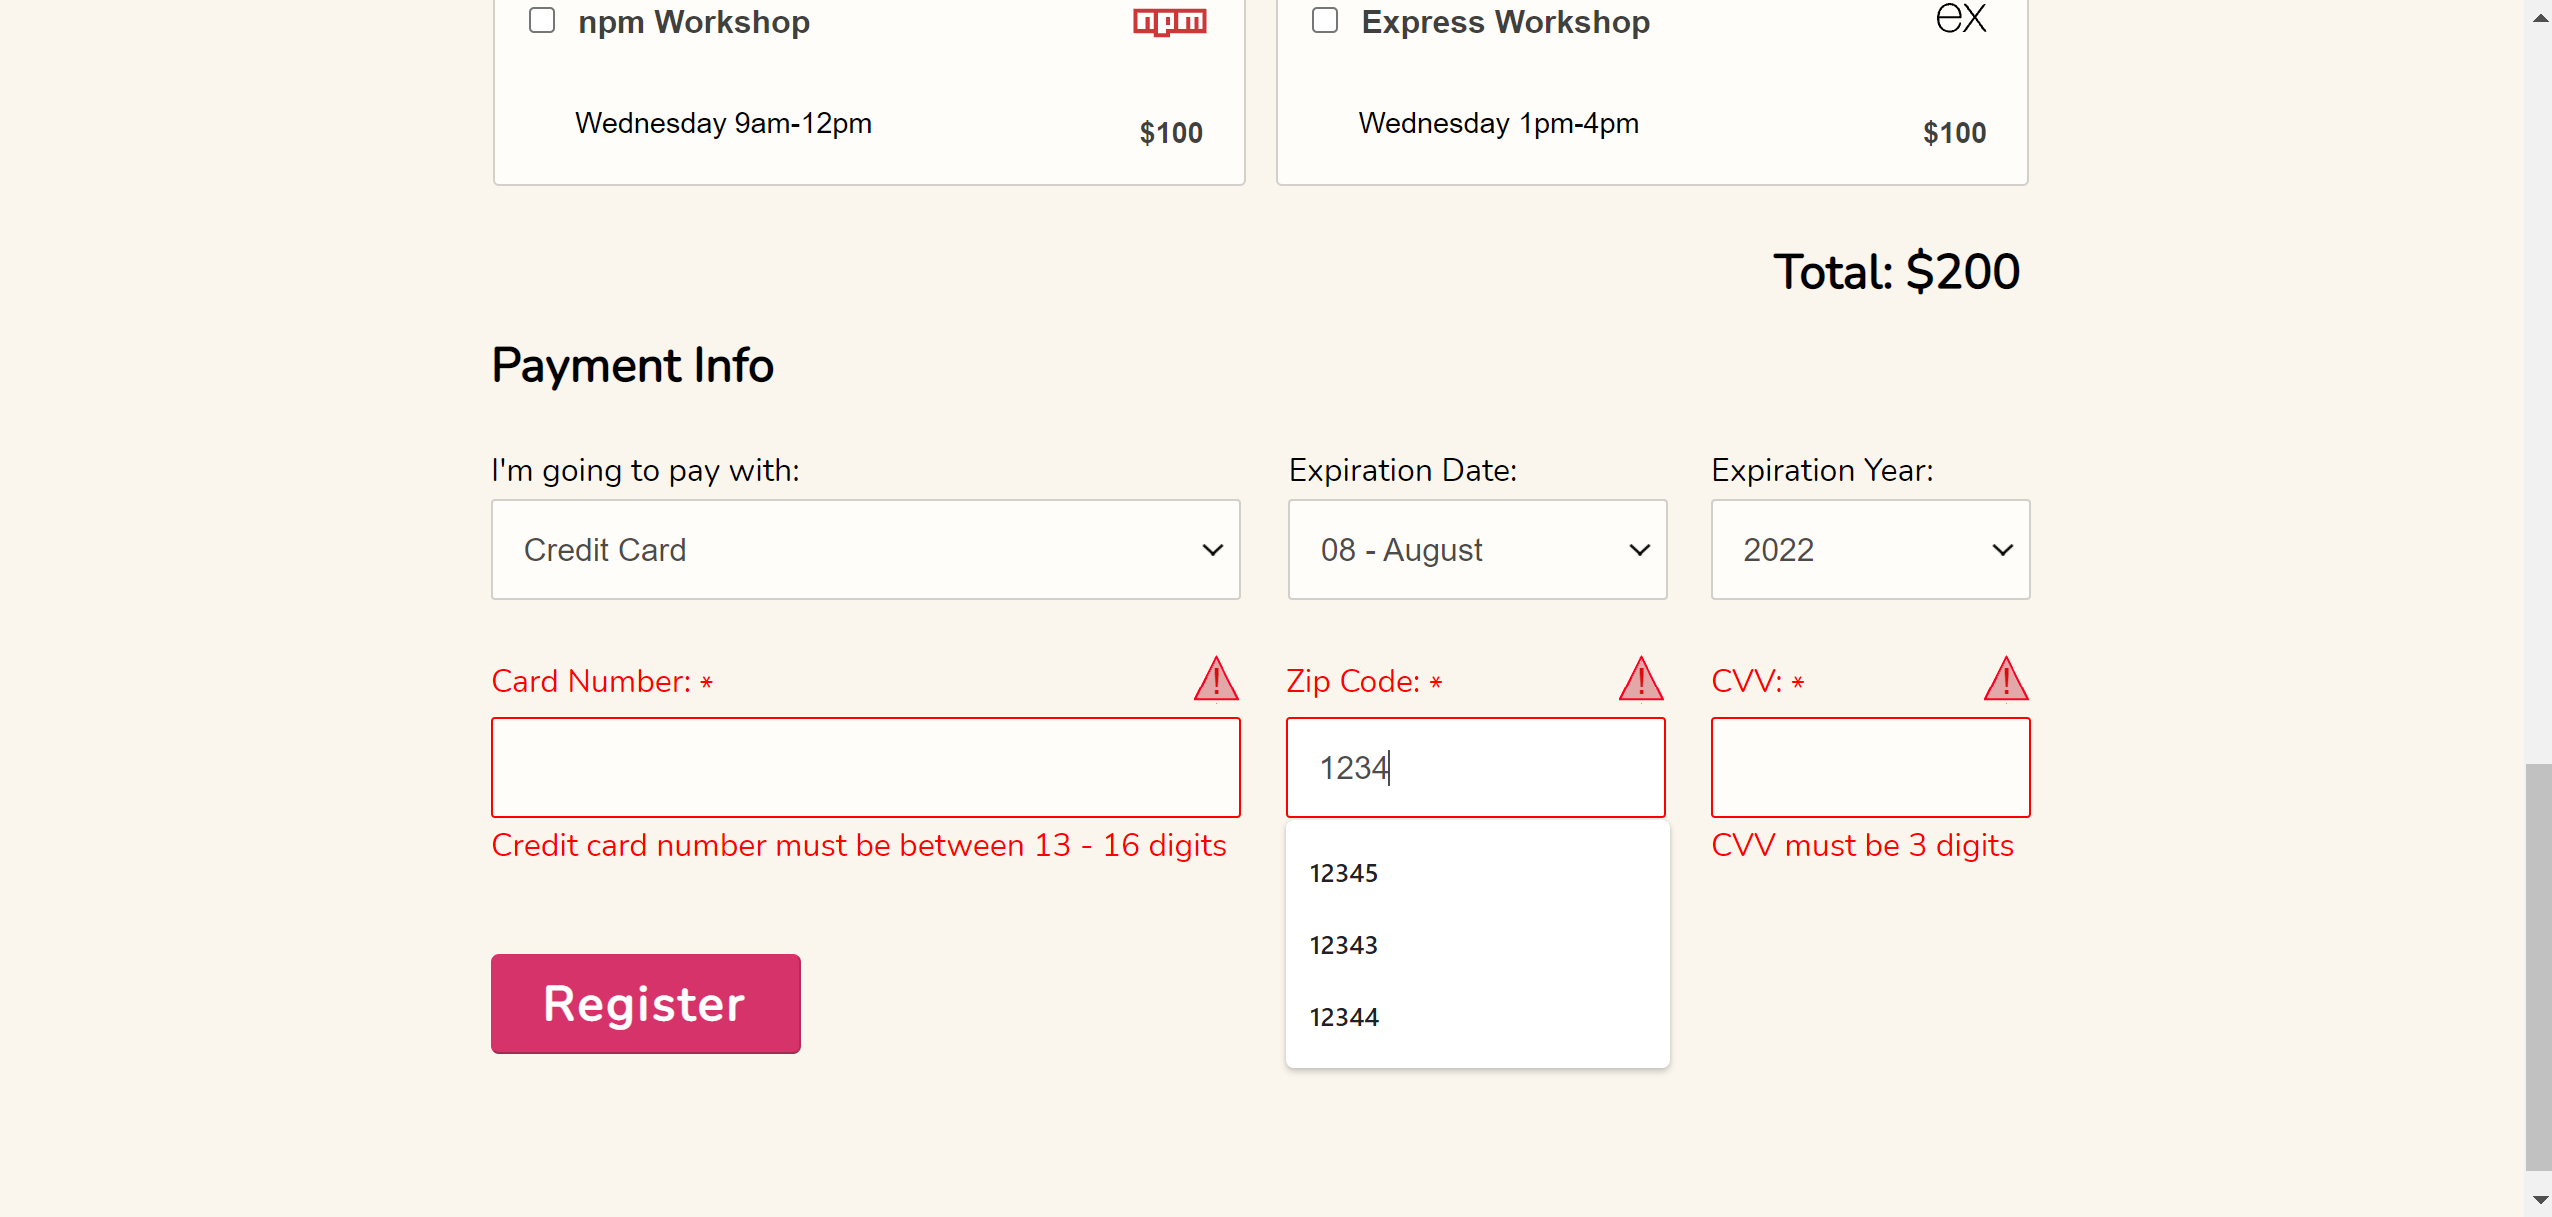 npm Workshop
npm
Express Workshop
ex
Wednesday 9am-12pm
$100
Wednesday 1pm-4pm
$100
Total: $200
Payment Info
I'm going to pay with:
Expiration Date:
Expiration Year:
Credit Card
08 - August
2022
Card Number: *
Zip Code: *
CVV: *
1234
Credit card number must be between 13 - 16 digits
CVV must be 3 digits
12345
12343
12344
Register